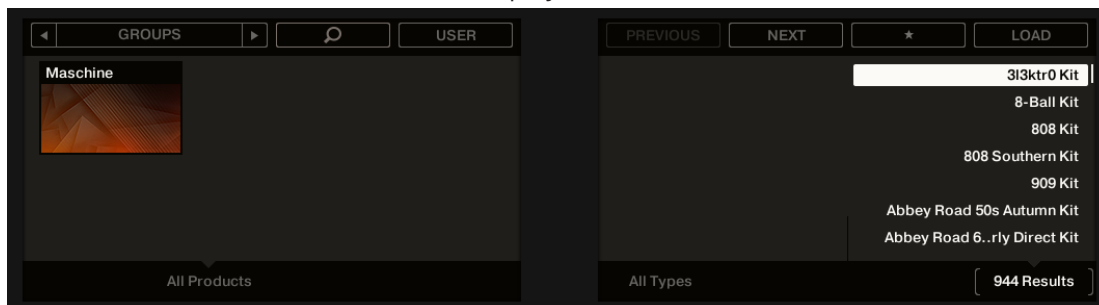 GROUPS USER PREVIOUS NEXT LOAD
Maschine
3l3ktr0 Kit
8-Ball Kit
808 Kit
808 Southern Kit
909 Kit
Abbey Road 50s Autumn Kit
Abbey Road 6..rly Direct Kit
All Products All Types 944 Results